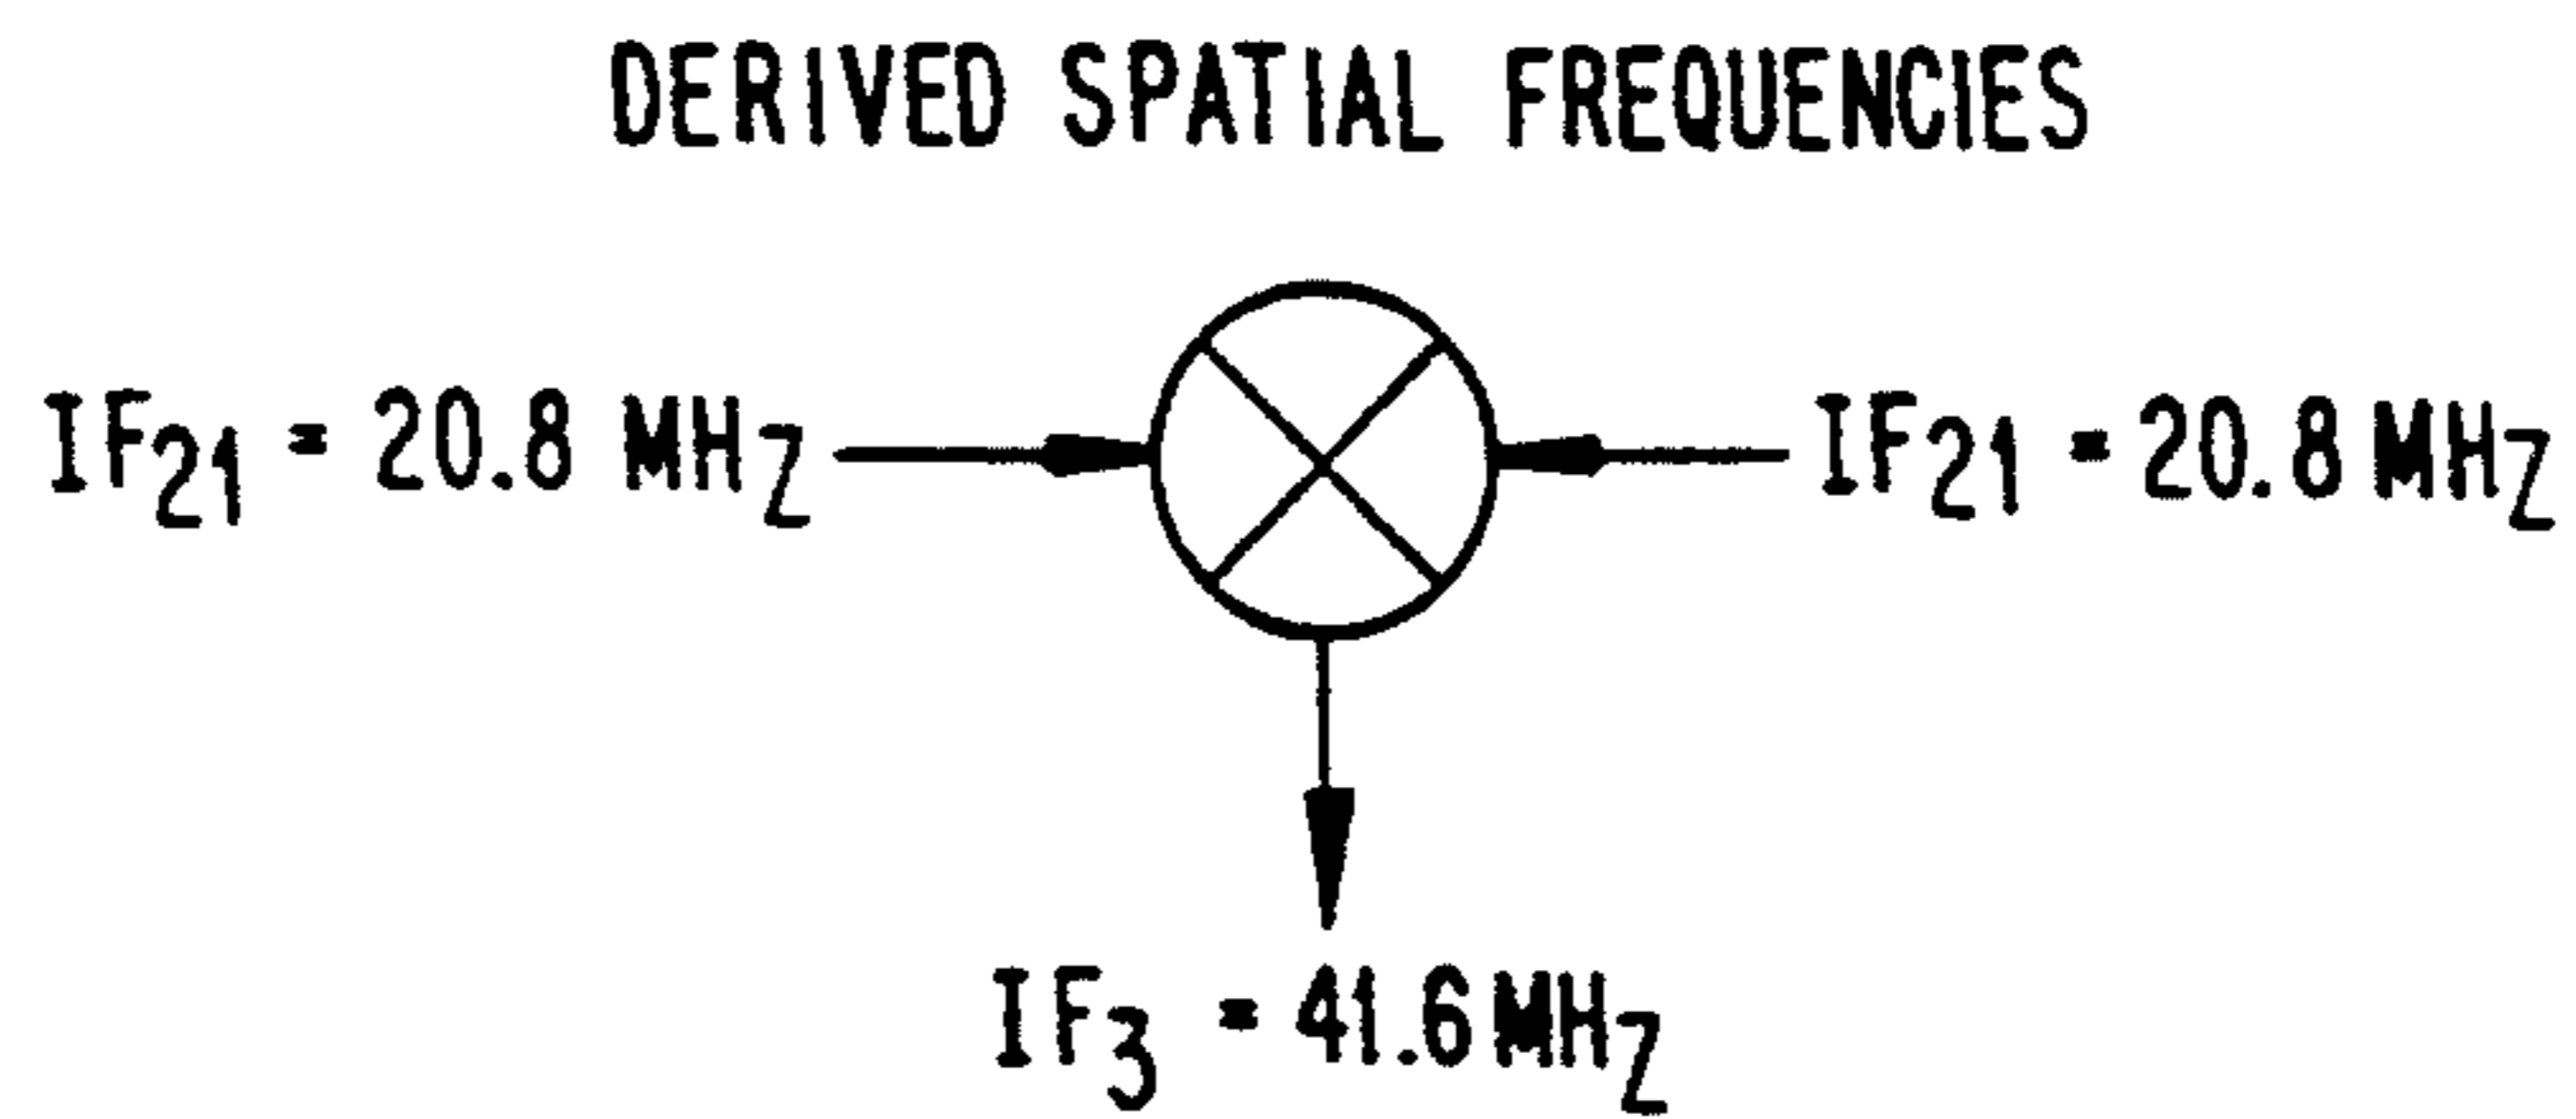 DERIVED SPATIAL FREQUENCIES
IF21 = 20.8 MHZ
IF21 = 20.8 MHZ
IF3 = 41.6 MHZ